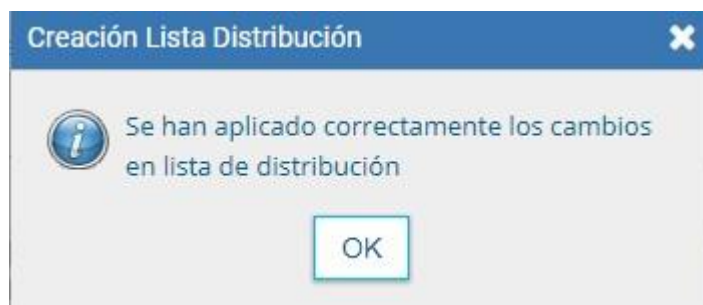 Creación Lista Distribución
Se han aplicado correctamente los cambios
en lista de distribución
OK